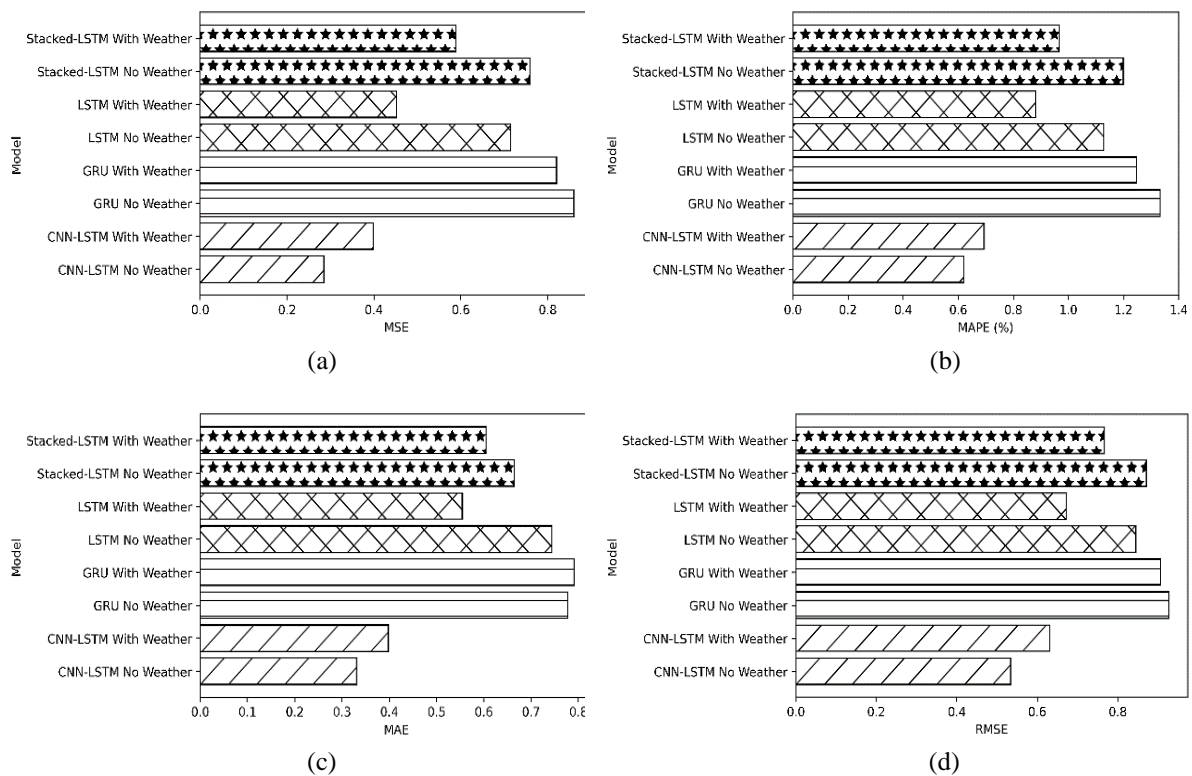 Model
Stacked-LSTM With Weather
Stacked-LSTM No Weather
LSTM With Weather
LSTM No Weather
GRU With Weather
GRU No Weather
CNN-LSTM With Weather
CNN-LSTM No Weather
0.0 0.2 0.4 0.6 0.8
MSE
(a)
Model
Stacked-LSTM With Weather
Stacked-LSTM No Weather
LSTM With Weather
LSTM No Weather
GRU With Weather
GRU No Weather
CNN-LSTM With Weather
CNN-LSTM No Weather
0.0 0.2 0.4 0.6 0.8 1.0 1.2 1.4
MAPE (%)
(b)
Model
Stacked-LSTM With Weather
Stacked-LSTM No Weather
LSTM With Weather
LSTM No Weather
GRU With Weather
GRU No Weather
CNN-LSTM With Weather
CNN-LSTM No Weather
0.0 0.1 0.2 0.3 0.4 0.5 0.6 0.7 0.8
MAE
(c)
Model
Stacked-LSTM With Weather
Stacked-LSTM No Weather
LSTM With Weather
LSTM No Weather
GRU With Weather
GRU No Weather
CNN-LSTM With Weather
CNN-LSTM No Weather
0.0 0.2 0.4 0.6 0.8
RMSE
(d)